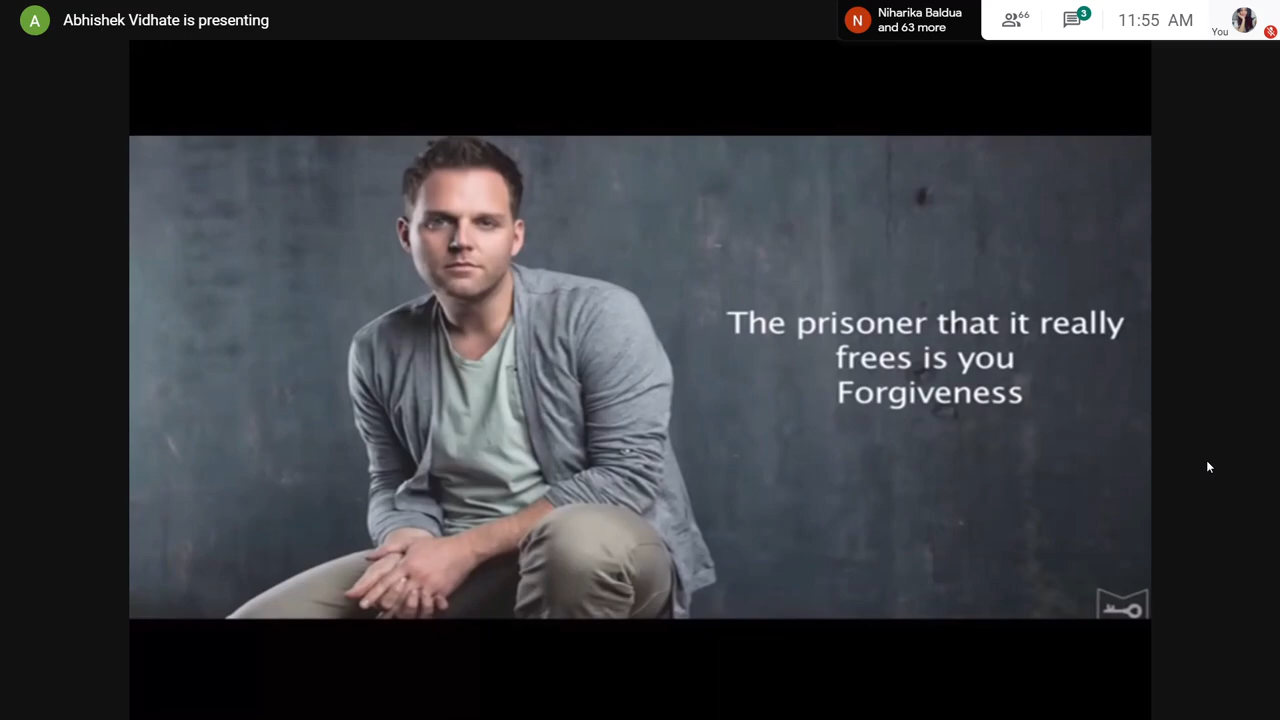 A
Abhishek Vidhate is presenting
N
Niharika Baldua
and 63 more
66
3
11:55 AM
You
The prisoner that it really
frees is you
Forgiveness